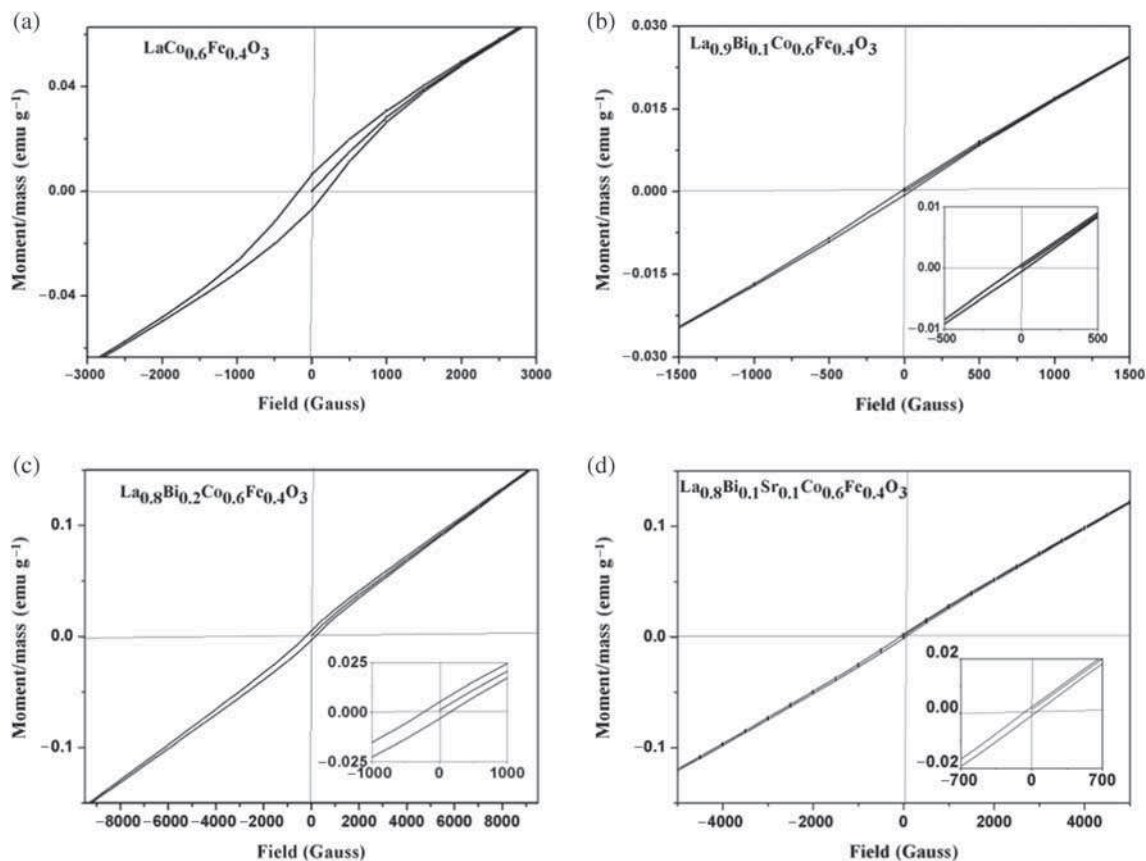 (a)
LaCo0.6Fe0.4O3
Moment/mass (emu g−1)
0.04
0.00
−0.04
−3000 −2000 −1000 0 1000 2000 3000
Field (Gauss)
(b)
La0.9Bi0.1Co0.6Fe0.4O3
Moment/mass (emu g−1)
0.030
0.015
0.000
−0.015
−0.030
−1500 −1000 −500 0 500 1000 1500
Field (Gauss)
0.01
0.00
−0.01
−500 0 500
(c)
La0.8Bi0.2Co0.6Fe0.4O3
Moment/mass (emu g−1)
0.1
0.0
−0.1
−8000 −6000 −4000 −2000 0 2000 4000 6000 8000
Field (Gauss)
0.025
0.000
−0.025
−1000 0 1000
(d)
La0.8Bi0.1Sr0.1Co0.6Fe0.4O3
Moment/mass (emu g−1)
0.1
0.0
−0.1
−4000 −2000 0 2000 4000
Field (Gauss)
0.02
0.00
−0.02
−700 0 700